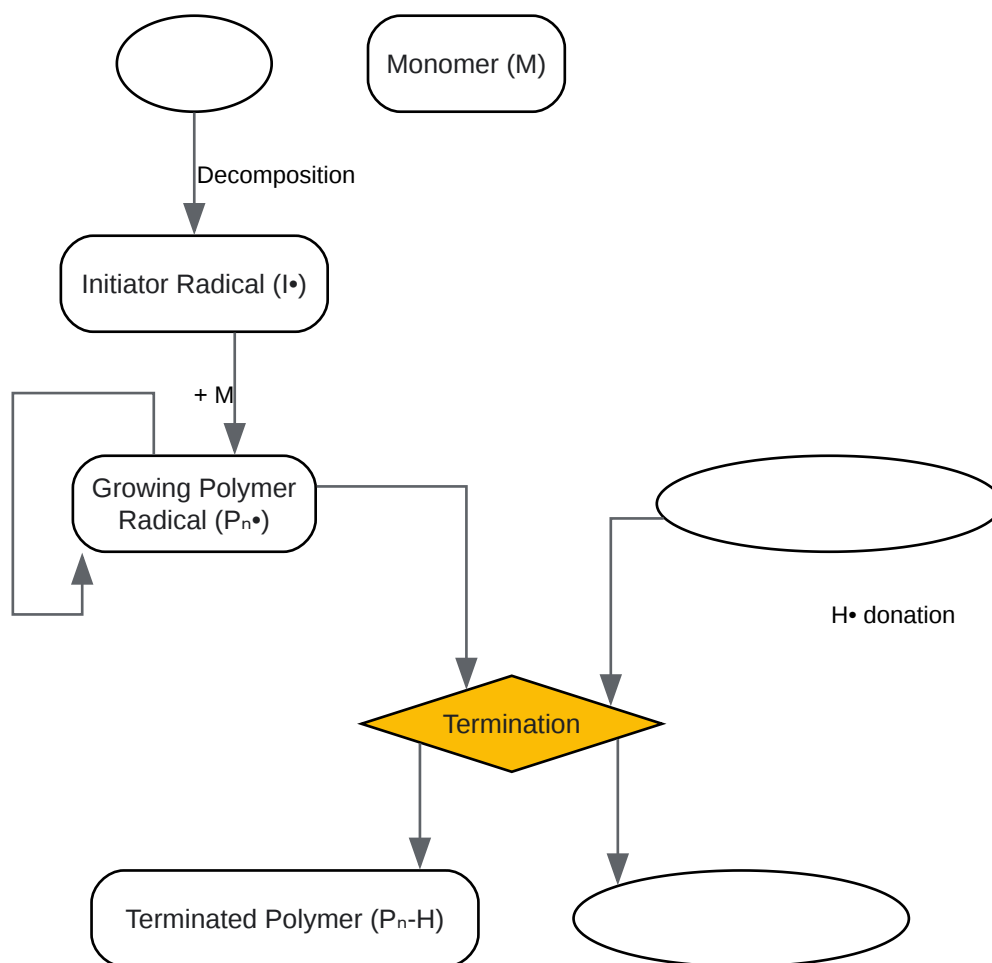 Monomer (M)
Decomposition
Initiator Radical (I•)
+ M
Growing Polymer
Radical (Pₙ•)
H• donation
Termination
Terminated Polymer (Pₙ-H)